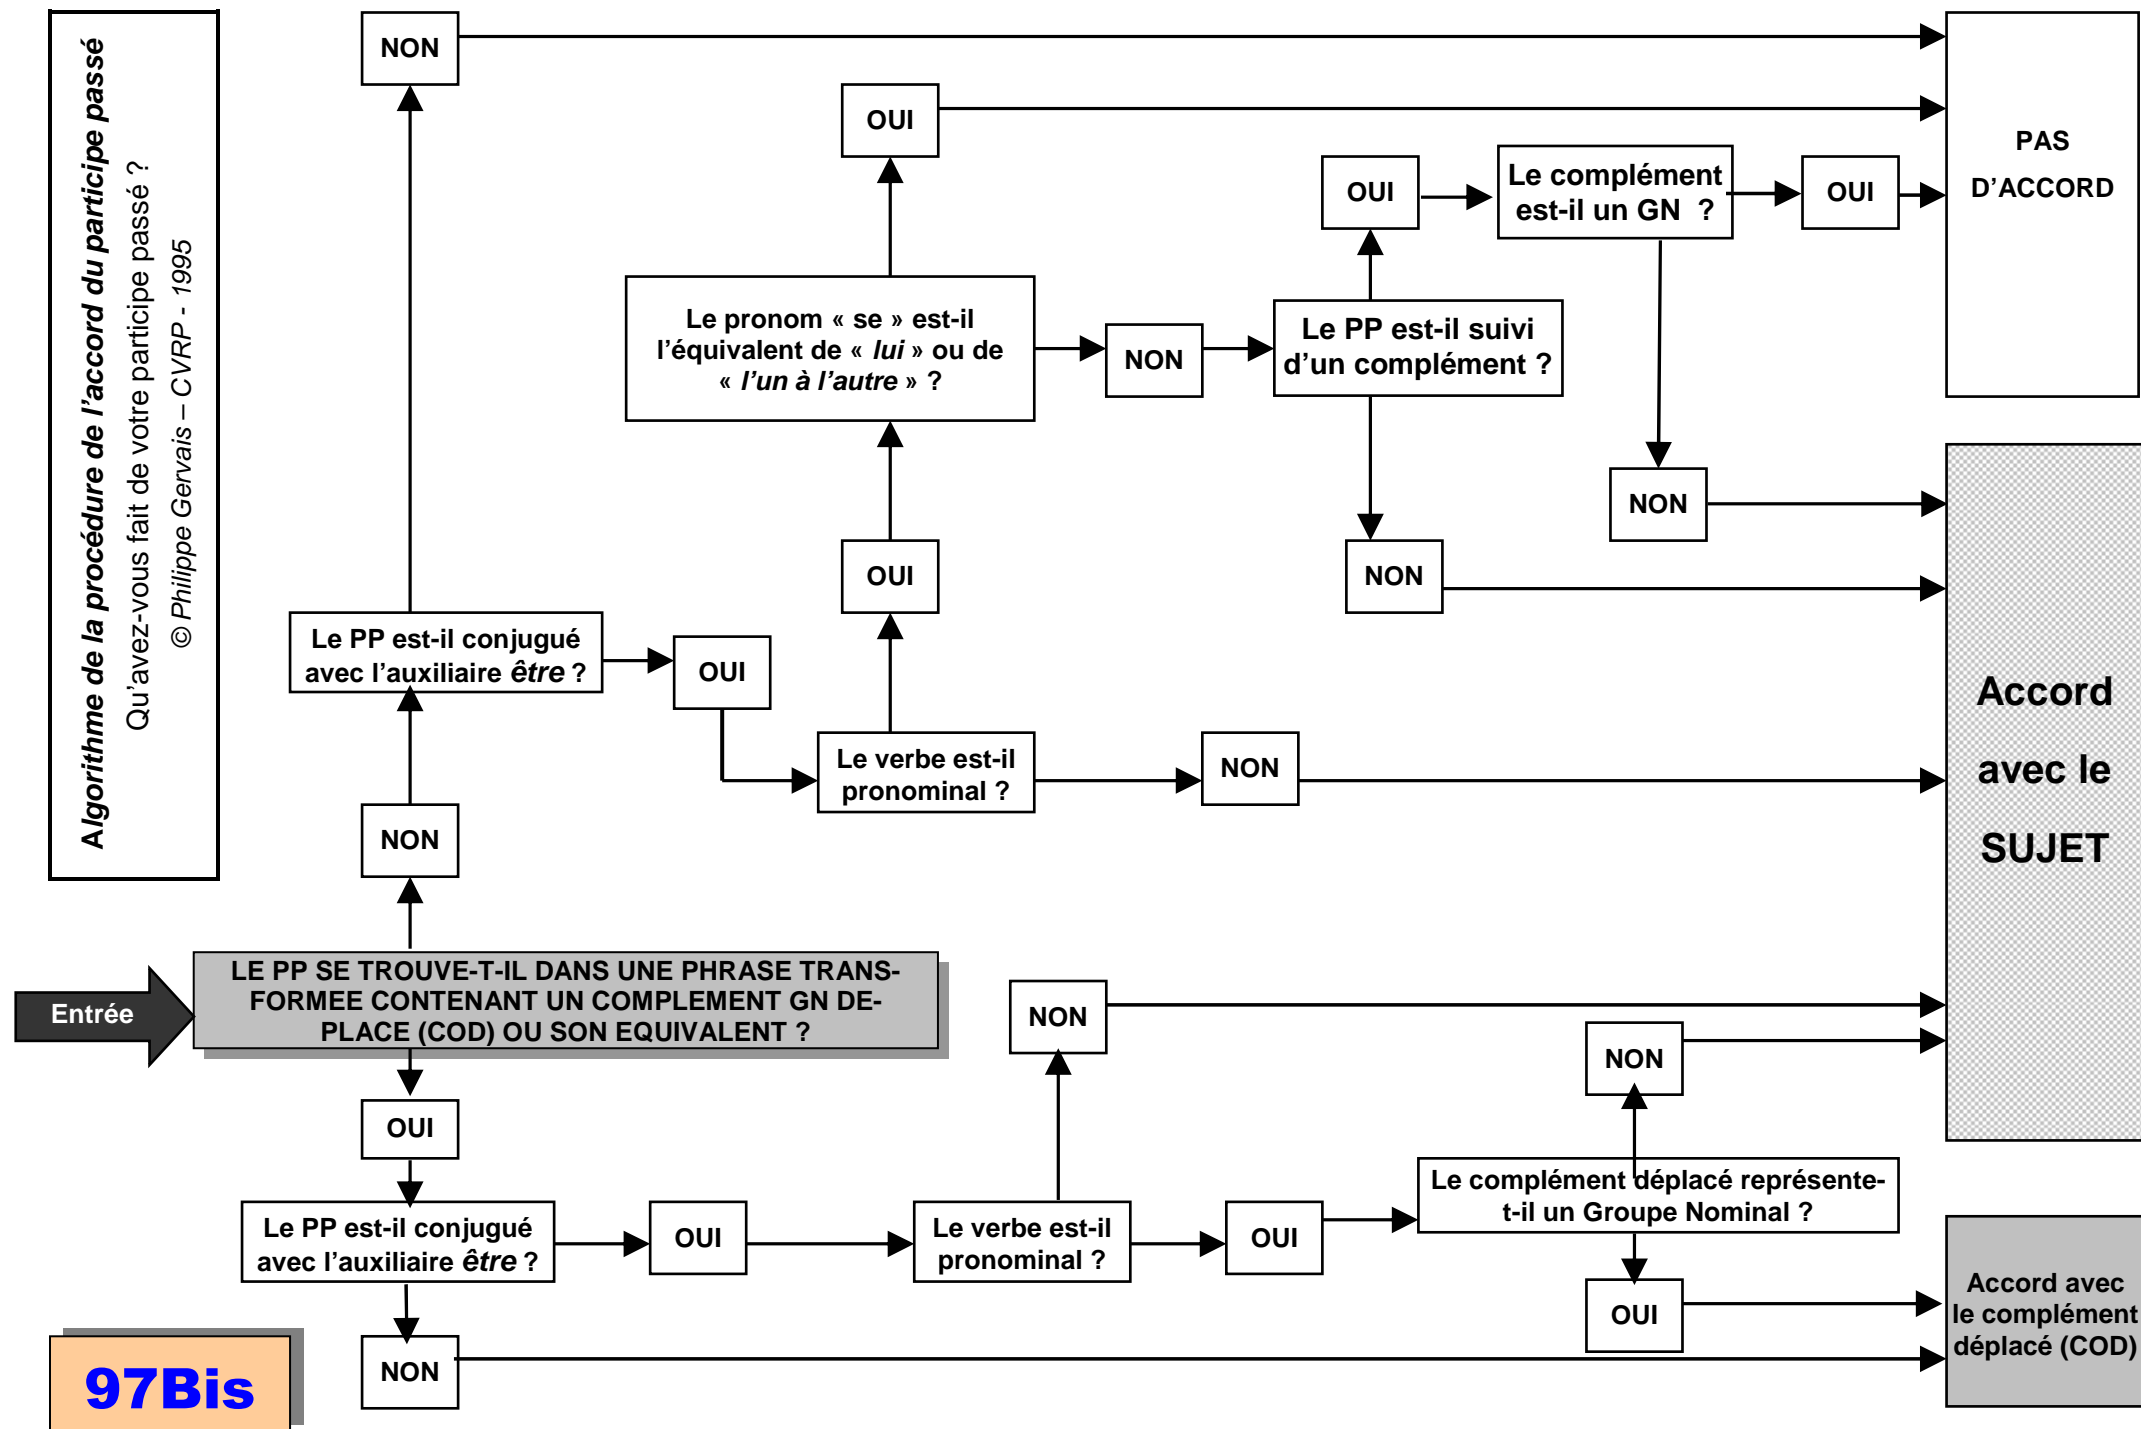 Algorithme de la procédure de l'accord du participe passé
Qu'avez-vous fait de votre participe passé ?
© Philippe Gervais – CVRP - 1995
NON
OUI
OUI
Le complément
est-il un GN ?
OUI
PAS
D'ACCORD
Le pronom « se » est-il
l'équivalent de « lui » ou de
« l'un à l'autre » ?
NON
Le PP est-il suivi
d'un complément ?
NON
OUI
NON
Le PP est-il conjugué
avec l'auxiliaire être ?
OUI
Le verbe est-il
pronominal ?
NON
Accord
avec le
SUJET
NON
Entrée
LE PP SE TROUVE-T-IL DANS UNE PHRASE TRANS-
FORMEE CONTENANT UN COMPLEMENT GN DE-
PLACE (COD) OU SON EQUIVALENT ?
NON
NON
OUI
Le PP est-il conjugué
avec l'auxiliaire être ?
OUI
Le verbe est-il
pronominal ?
OUI
Le complément déplacé représente-
t-il un Groupe Nominal ?
OUI
Accord avec
le complément
déplacé (COD)
NON
97Bis